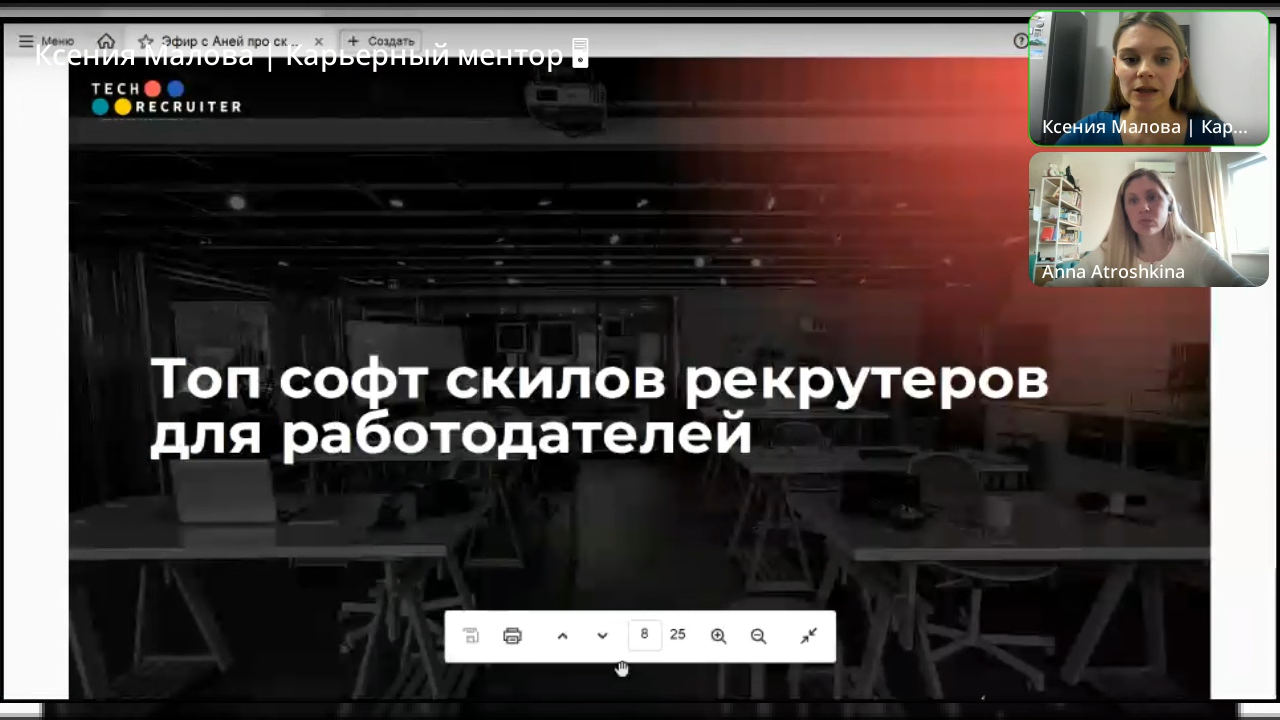 Меню
Эфир с Аней про ск ...
Создать
Ксения Малова | Карьерный ментор
TECH
RECRUITER
Ксения Малова | Кар...
Anna Atroshkina
Топ софт скилов рекрутеров
для работодателей
8 25